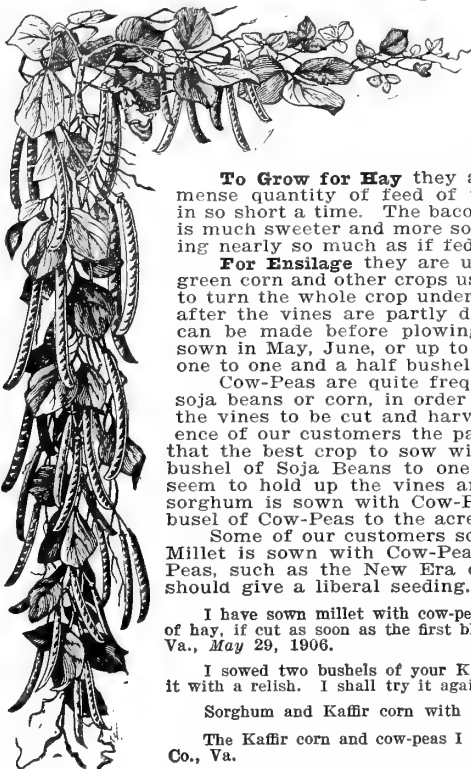 To Grow for Hay they a
mense quantity of feed of
in so short a time. The baco
is much sweeter and more so
ing nearly so much as if fed
For Ensilage they are u
green corn and other crops us
to turn the whole crop under
after the vines are partly d
can be made before plowing
sown in May, June, or up to
one to one and a half bushel
Cow-Peas are quite freq
soja beans or corn, in order
the vines to be cut and harv
ence of our customers the pa
that the best crop to sow wi
bushel of Soja Beans to one
seem to hold up the vines a
sorghum is sown with Cow-P
busel of Cow-Peas to the acre
Some of our customers so
Millet is sown with Cow-Pea
Peas, such as the New Era
should give a liberal seeding.
I have sown millet with cow-pe
of hay, if cut as soon as the first bl
Va., May 29, 1906.
I sowed two bushels of your K
it with a relish. I shall try it agai
Sorghum and Kaffir corn with
The Kaffir corn and cow-peas I
Co., Va.